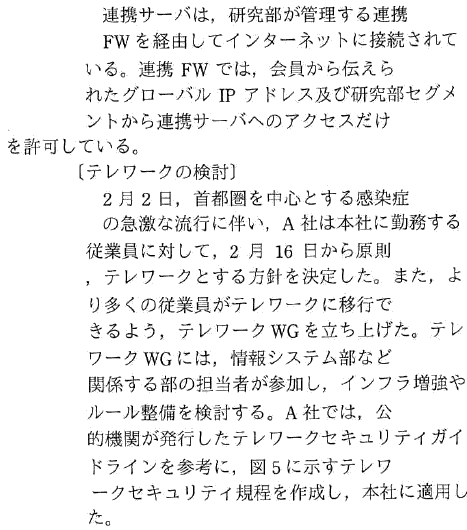 連携サーバは，研究部が管理する連携
FWを経由してインターネットに接続されて
いる。連携 FW では，会員から伝えら
れたグローバル IP アドレス及び研究部セグメ
ントから連携サーバへのアクセスだけ
を許可している。
〔テレワークの検討〕
2月2日，首都圏を中心とする感染症
の急激な流行に伴い，A 社は本社に勤務する
従業員に対して，2 月 16 日から原則
，テレワークとする方針を決定した。また，よ
り多くの従業員がテレワークに移行で
きるよう，テレワークWGを立ち上げた。テレ
ワークWGには，情報システム部など
関係する部の担当者が参加し，インフラ増強や
ルール整備を検討する。A 社では，公
的機関が発行したテレワークセキュリティガイ
ドラインを参考に，図5に示すテレワ
ークセキュリティ規程を作成し，本社に適用し
た。